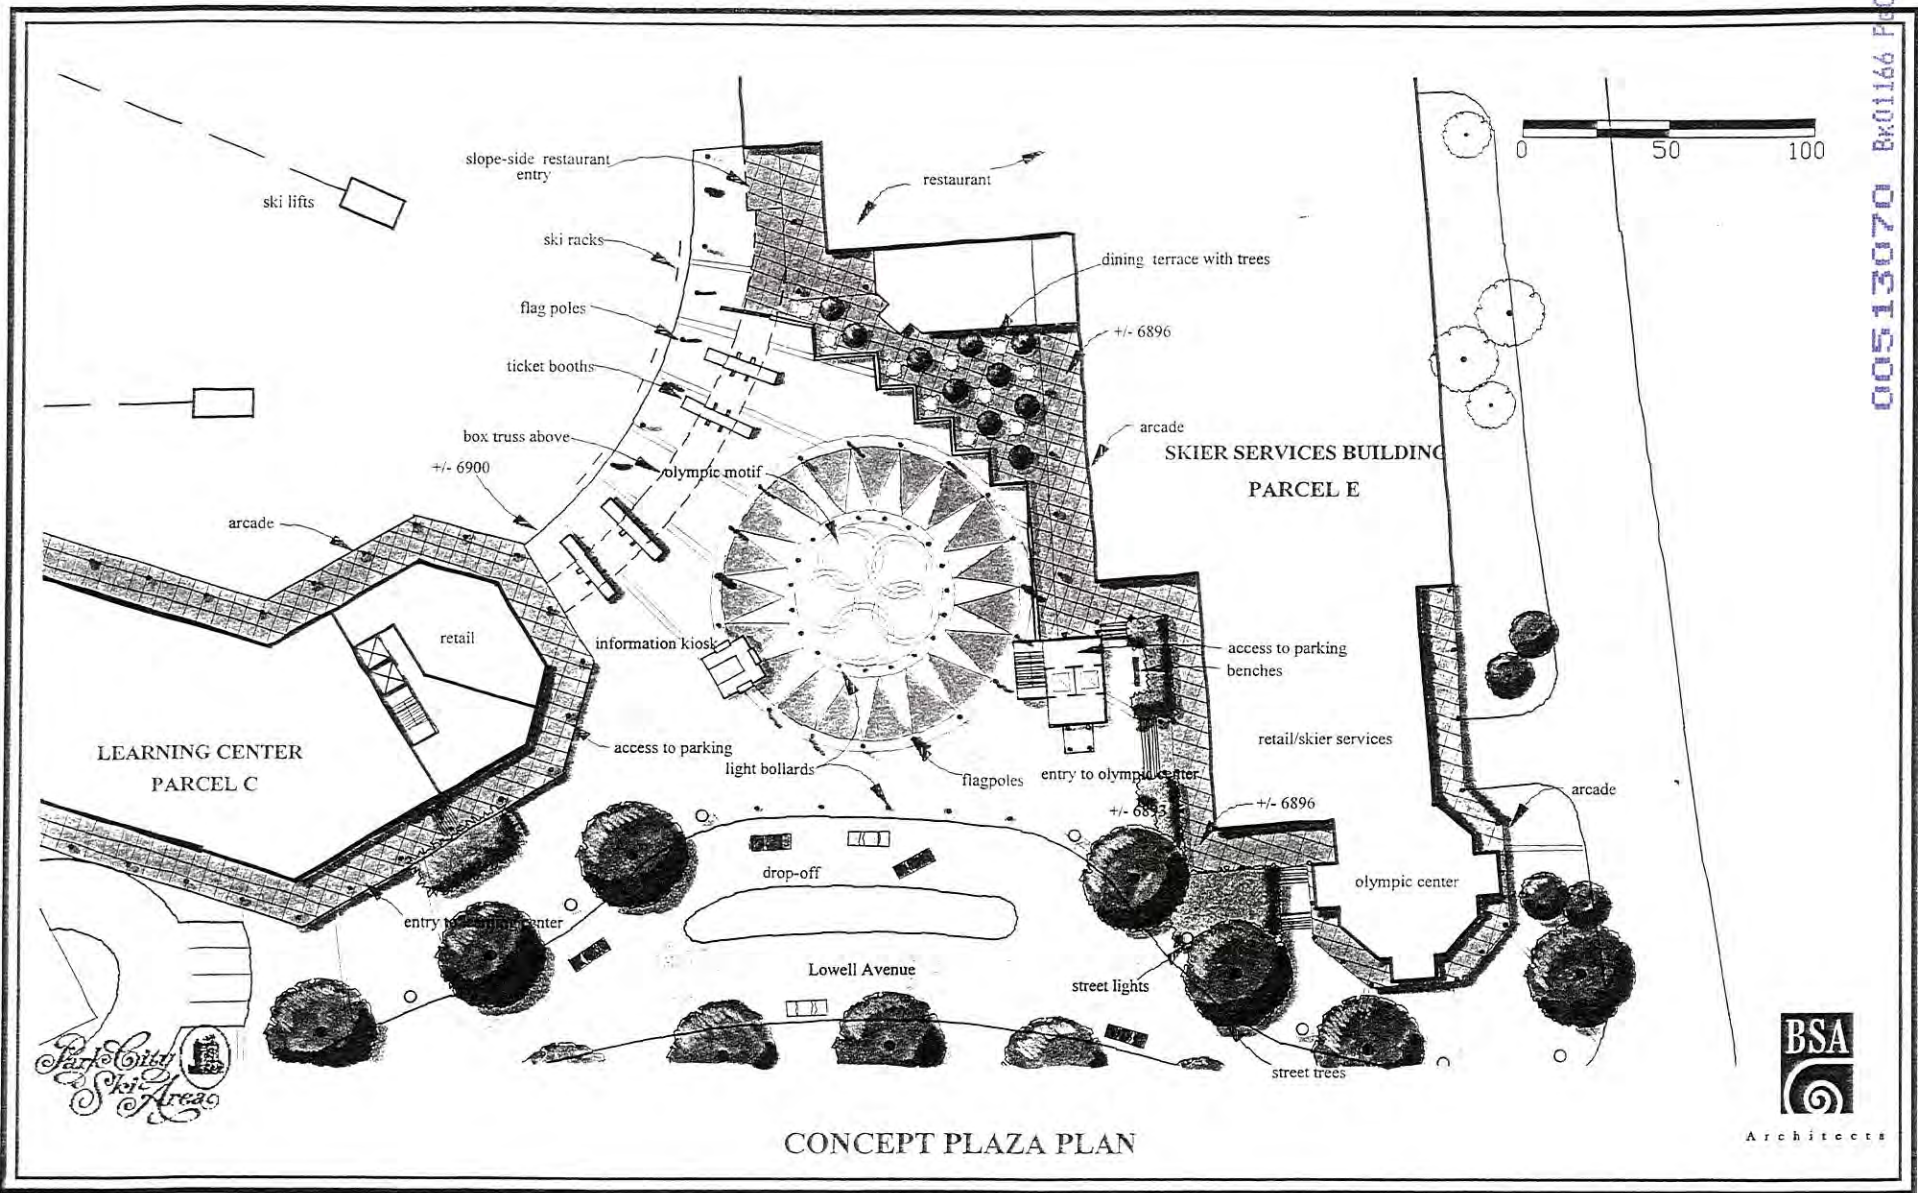 slope-side restaurant
entry
restaurant
ski lifts
ski racks
dining terrace with trees
flag poles
+/- 6896
ticket booths
box truss above
arcade
+/- 6900
olympic motif
SKIER SERVICES BUILDING
PARCEL E
arcade
0 50 100
retail
information kiosk
access to parking
benches
LEARNING CENTER
PARCEL C
access to parking
light bollards
flagpoles
entry to olympic center
retail/skier services
+/- 6896
arcade
drop-off
olympic center
Lowell Avenue
street lights
street trees
Park City
Ski Area
BSA
Architects
CONCEPT PLAZA PLAN
00513070 BK01166